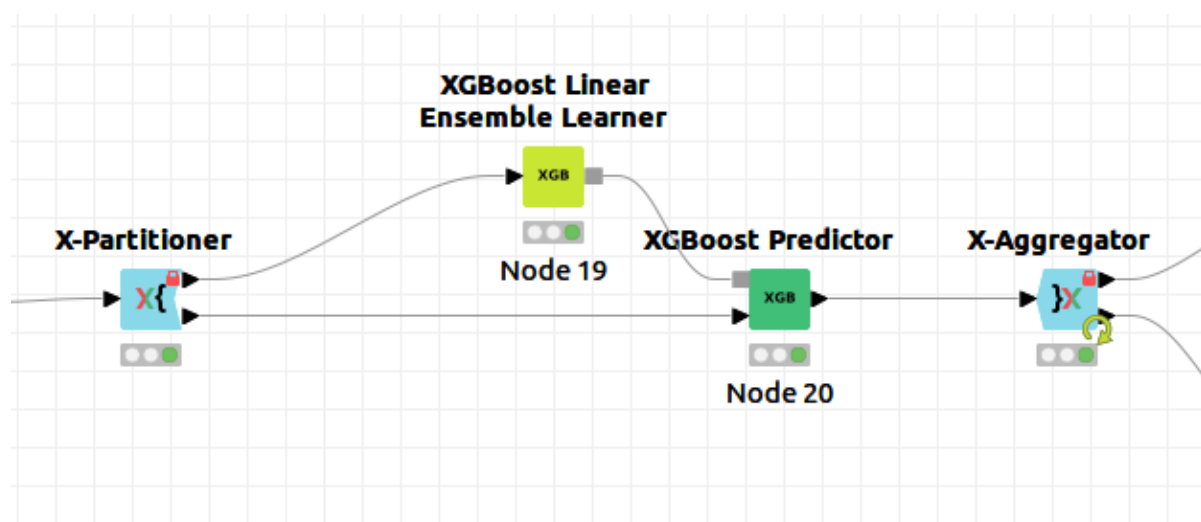 XGBoost Linear
Ensemble Learner
XGB
Node 19
X-Partitioner
X{
XGBoost Predictor
XGB
Node 20
X-Aggregator
}X